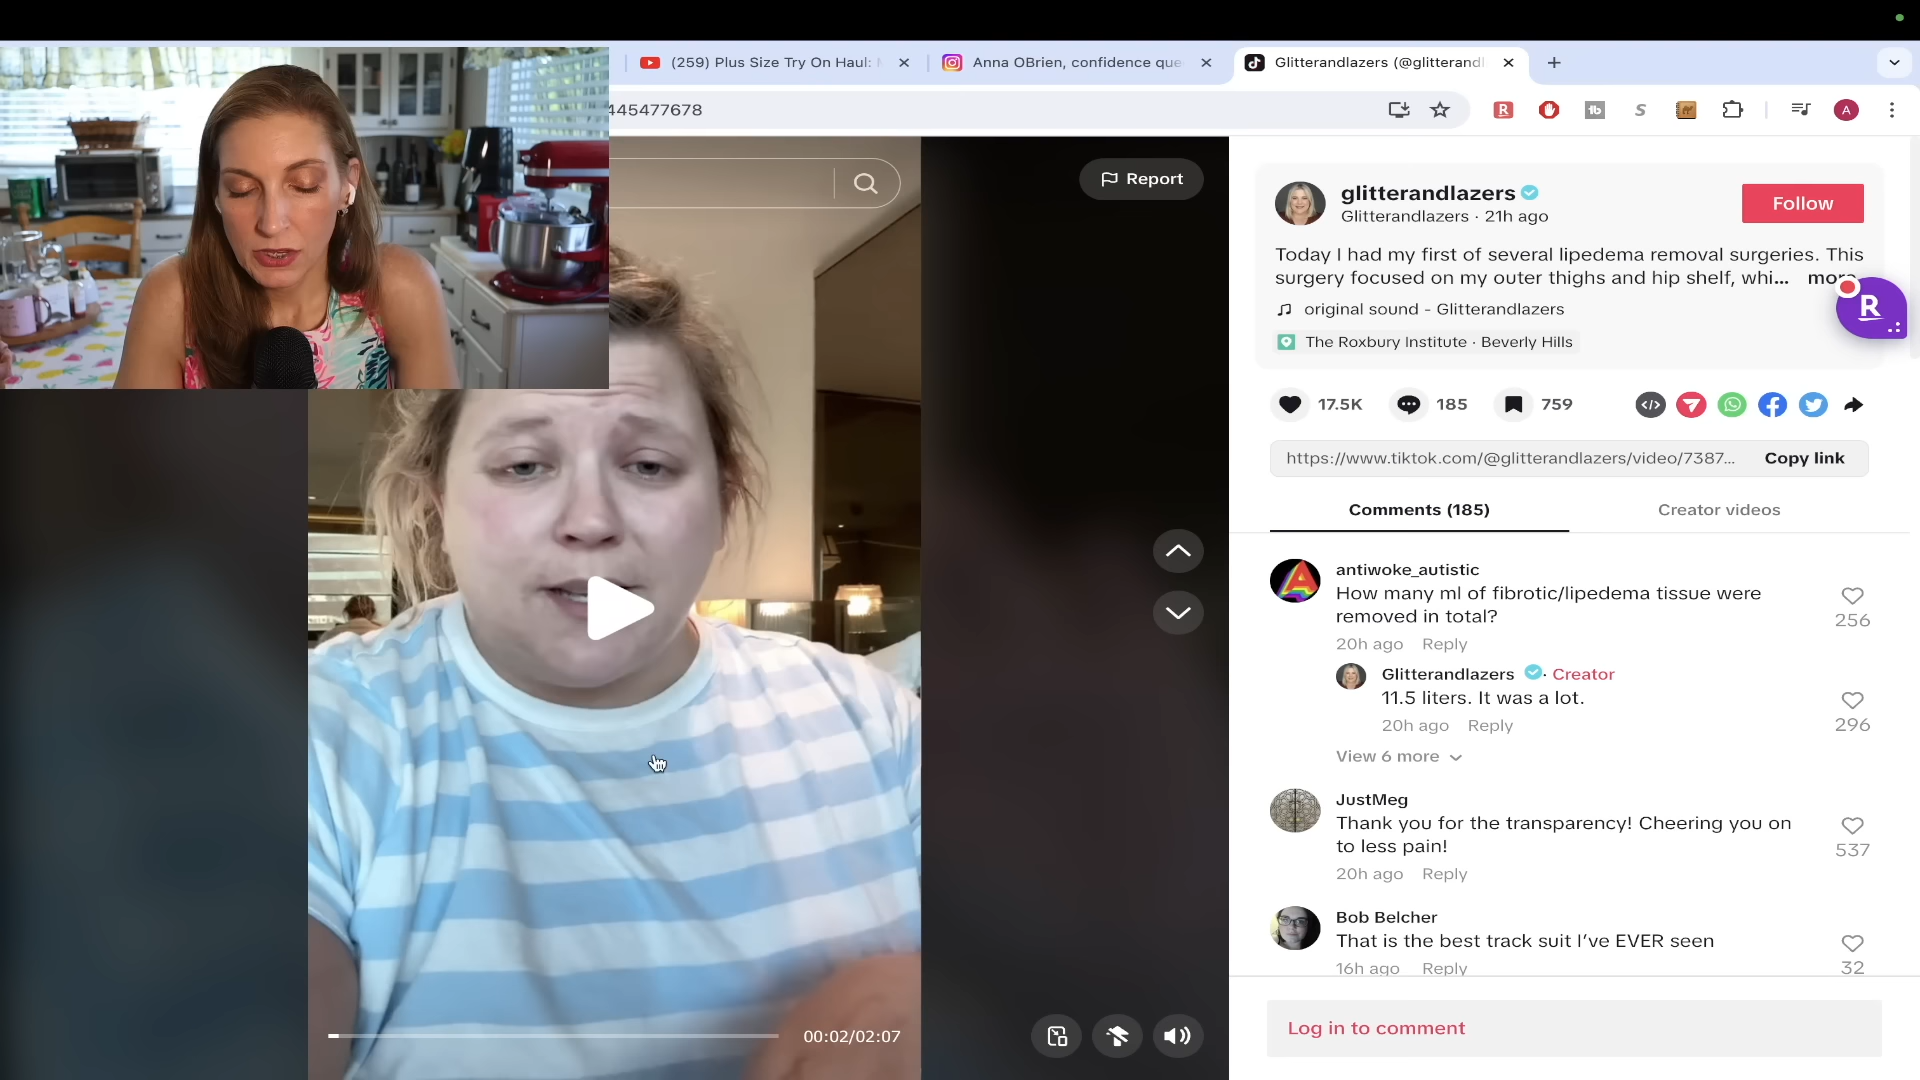 (259) Plus Size Try On Haul:
Anna OBrien, confidence que
Glitterandlazers (@glitterandl
445477678
A
Report
glitterandlazers
Glitterandlazers · 21h ago
Follow
Today I had my first of several lipedema removal surgeries. This
surgery focused on my outer thighs and hip shelf, whi... more
R
original sound - Glitterandlazers
The Roxbury Institute · Beverly Hills
17.5K
185
759
https://www.tiktok.com/@glitterandlazers/video/7387...
Copy link
Comments (185)
Creator videos
antiwoke_autistic
How many ml of fibrotic/lipedema tissue were
removed in total?
256
20h ago Reply
Glitterandlazers · Creator
11.5 liters. It was a lot.
296
20h ago Reply
View 6 more
JustMeg
Thank you for the transparency! Cheering you on
to less pain!
537
20h ago Reply
Bob Belcher
That is the best track suit I've EVER seen
32
16h ago Reply
00:02/02:07
Log in to comment